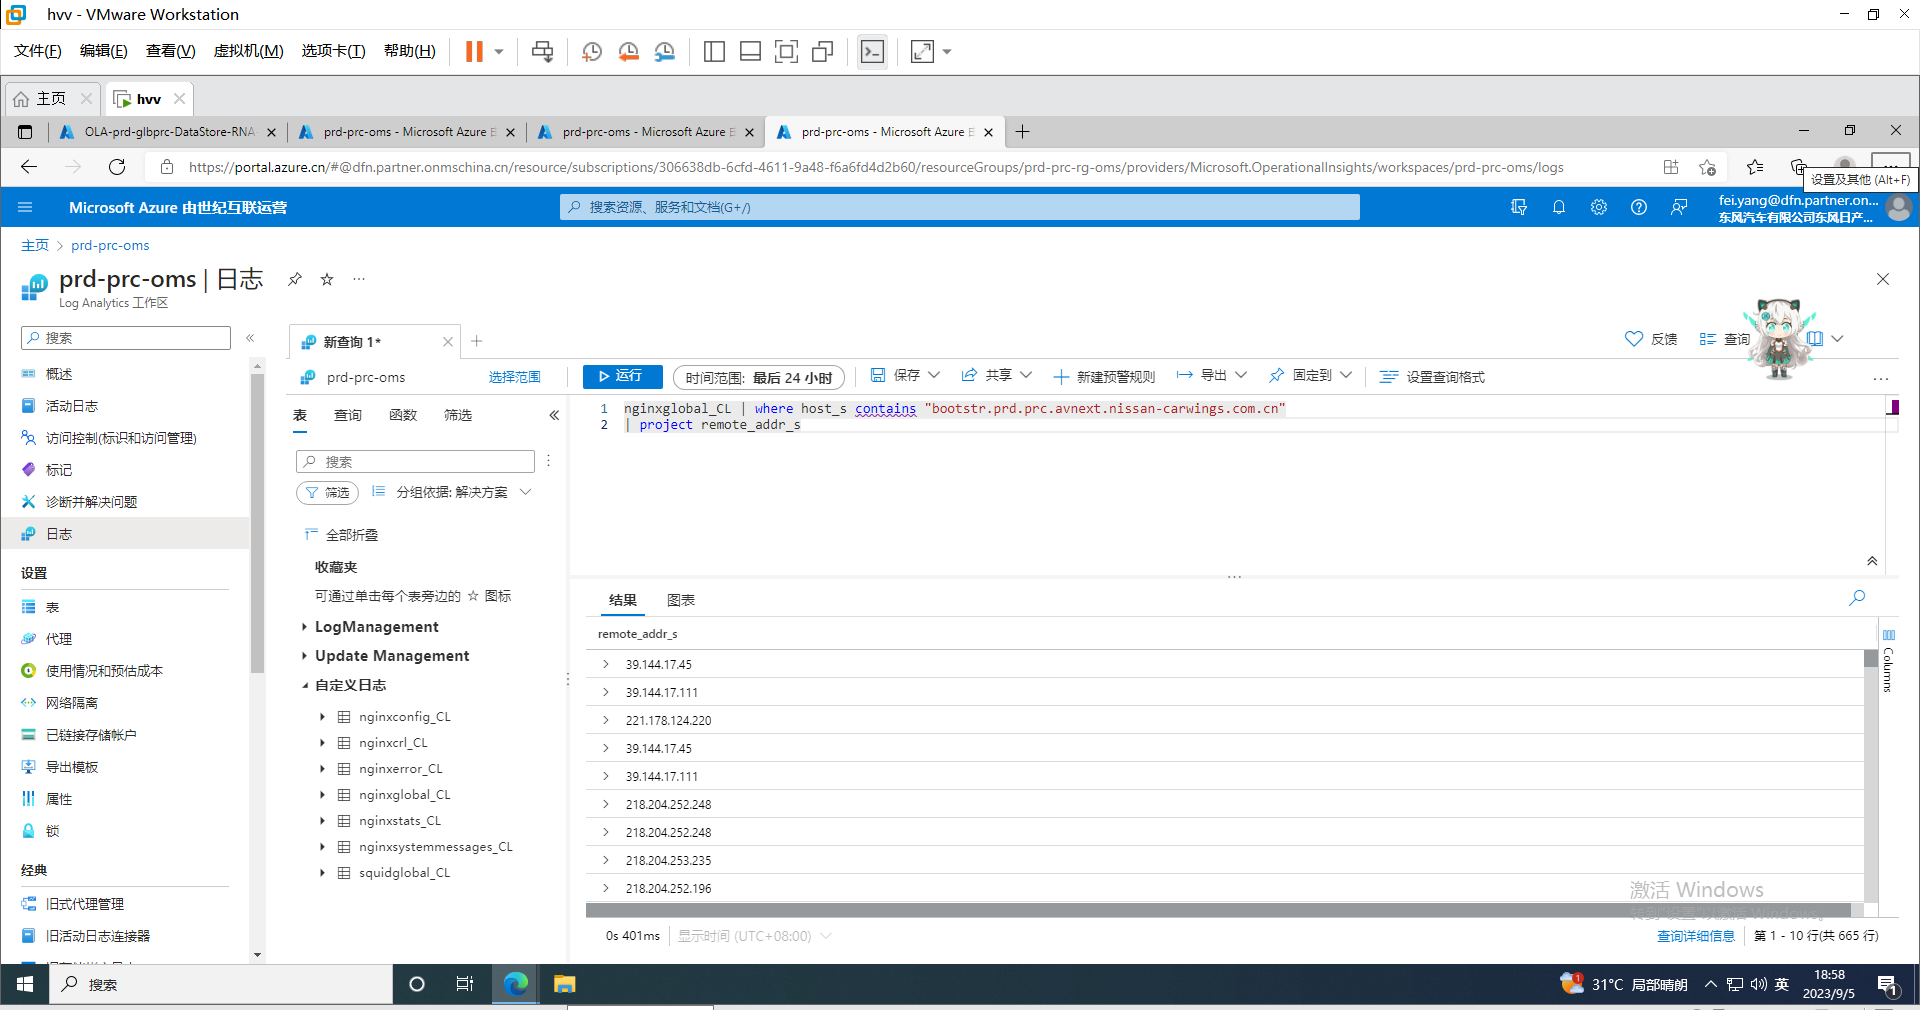 hvv - VMware Workstation
文件(F) 编辑(E) 查看(V) 虚拟机(M) 选项卡(T) 帮助(H)
主页 hvv
OLA-prd-glbprc-DataStore-RNA- prd-prc-oms - Microsoft Azure prd-prc-oms - Microsoft Azure prd-prc-oms - Microsoft Azure
https://portal.azure.cn/#@dfn.partner.onmschina.cn/resource/subscriptions/306638db-6cfd-4611-9a48-f6a6fd4d2b60/resourceGroups/prd-prc-rg-oms/providers/Microsoft.OperationalInsights/workspaces/prd-prc-oms/logs
设置及其他 (Alt+F)
Microsoft Azure 由世纪互联运营
搜索资源、服务和文档(G+/)
fei.yang@dfn.partner.on...
东风汽车有限公司东风日产...
主页 > prd-prc-oms
prd-prc-oms | 日志
Log Analytics 工作区
搜索
概述
活动日志
访问控制(标识和访问管理)
标记
诊断并解决问题
日志
设置
表
代理
使用情况和预估成本
网络隔离
已链接存储帐户
导出模板
属性
锁
经典
旧式代理管理
旧活动日志连接器
新查询 1*
反馈 查询
prd-prc-oms 选择范围
运行 时间范围: 最后 24 小时 保存 共享 新建预警规则 导出 固定到 设置查询格式
表 查询 函数 筛选
搜索
筛选 分组依据: 解决方案
全部折叠
收藏夹
可通过单击每个表旁边的 ☆ 图标
LogManagement
Update Management
自定义日志
nginxconfig_CL
nginxcrl_CL
nginxerror_CL
nginxglobal_CL
nginxstats_CL
nginxsystemmessages_CL
squidglobal_CL
1 nginxglobal_CL | where host_s contains "bootstr.prd.prc.avnext.nissan-carwings.com.cn"
2 | project remote_addr_s
结果 图表
remote_addr_s
39.144.17.45
39.144.17.111
221.178.124.220
39.144.17.45
39.144.17.111
218.204.252.248
218.204.252.248
218.204.253.235
218.204.252.196
Columns
激活 Windows
0s 401ms 显示时间 (UTC+08:00)
查询详细信息 第 1 - 10 行(共 665 行)
搜索
1
31°C 局部晴朗
英
18:58
2023/9/5
1